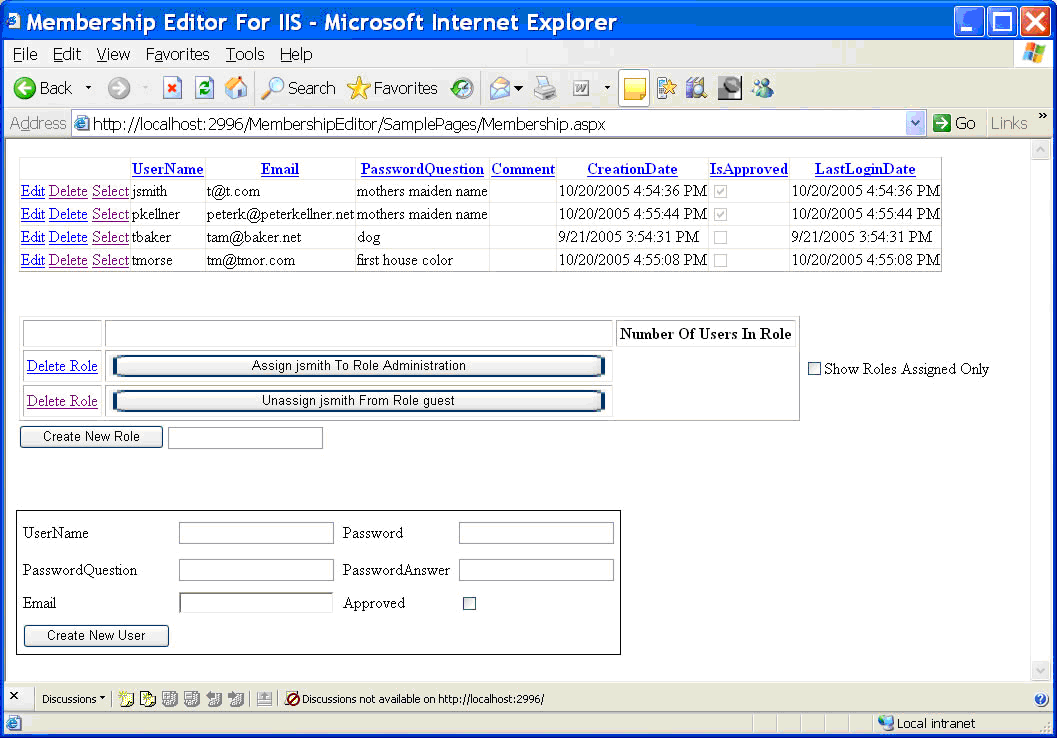 Membership Editor For IIS - Microsoft Internet Explorer
File Edit View Favorites Tools Help
Back Search Favorites W
Address http://localhost:2996/MembershipEditor/SamplePages/Membership.aspx Go Links »
UserName Email PasswordQuestion Comment CreationDate IsApproved LastLoginDate
Edit Delete Select jsmith t@t.com mothers maiden name 10/20/2005 4:54:36 PM 10/20/2005 4:54:36 PM
Edit Delete Select pkellner peterk@peterkellner.net mothers maiden name 10/20/2005 4:55:44 PM 10/20/2005 4:55:44 PM
Edit Delete Select tbaker tam@baker.net dog 9/21/2005 3:54:31 PM 9/21/2005 3:54:31 PM
Edit Delete Select tmorse tm@tmor.com first house color 10/20/2005 4:55:08 PM 10/20/2005 4:55:08 PM
Number Of Users In Role
Delete Role Assign jsmith To Role Administration Show Roles Assigned Only
Delete Role Unassign jsmith From Role guest
Create New Role
UserName Password
PasswordQuestion PasswordAnswer
Email Approved
Create New User
Discussions Discussions not available on http://localhost:2996/
Local intranet